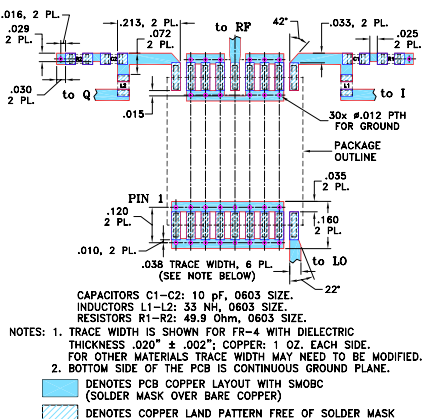 .016, 2 PL.
.213, 2 PL.
to RF
42°
.033, 2 PL.
.029
2 PL.
.072
2 PL.
.025
2 PL.
C2
C1
R1
L2
L1
.030
2 PL.
to Q
to I
.015
30x ø.012 PTH
FOR GROUND
PACKAGE
OUTLINE
.035
2 PL.
PIN 1
.120
2 PL.
.160
2 PL.
.010, 2 PL.
to LO
.038 TRACE WIDTH, 6 PL.
(SEE NOTE BELOW)
22°
CAPACITORS C1-C2: 10 pF, 0603 SIZE.
INDUCTORS L1-L2: 33 NH, 0603 SIZE.
RESISTORS R1-R2: 49.9 Ohm, 0603 SIZE.
NOTES: 1. TRACE WIDTH IS SHOWN FOR FR-4 WITH DIELECTRIC
THICKNESS .020" ± .002"; COPPER: 1 OZ. EACH SIDE.
FOR OTHER MATERIALS TRACE WIDTH MAY NEED TO BE MODIFIED.
2. BOTTOM SIDE OF THE PCB IS CONTINUOUS GROUND PLANE.
DENOTES PCB COPPER LAYOUT WITH SMOBC
(SOLDER MASK OVER BARE COPPER)
DENOTES COPPER LAND PATTERN FREE OF SOLDER MASK